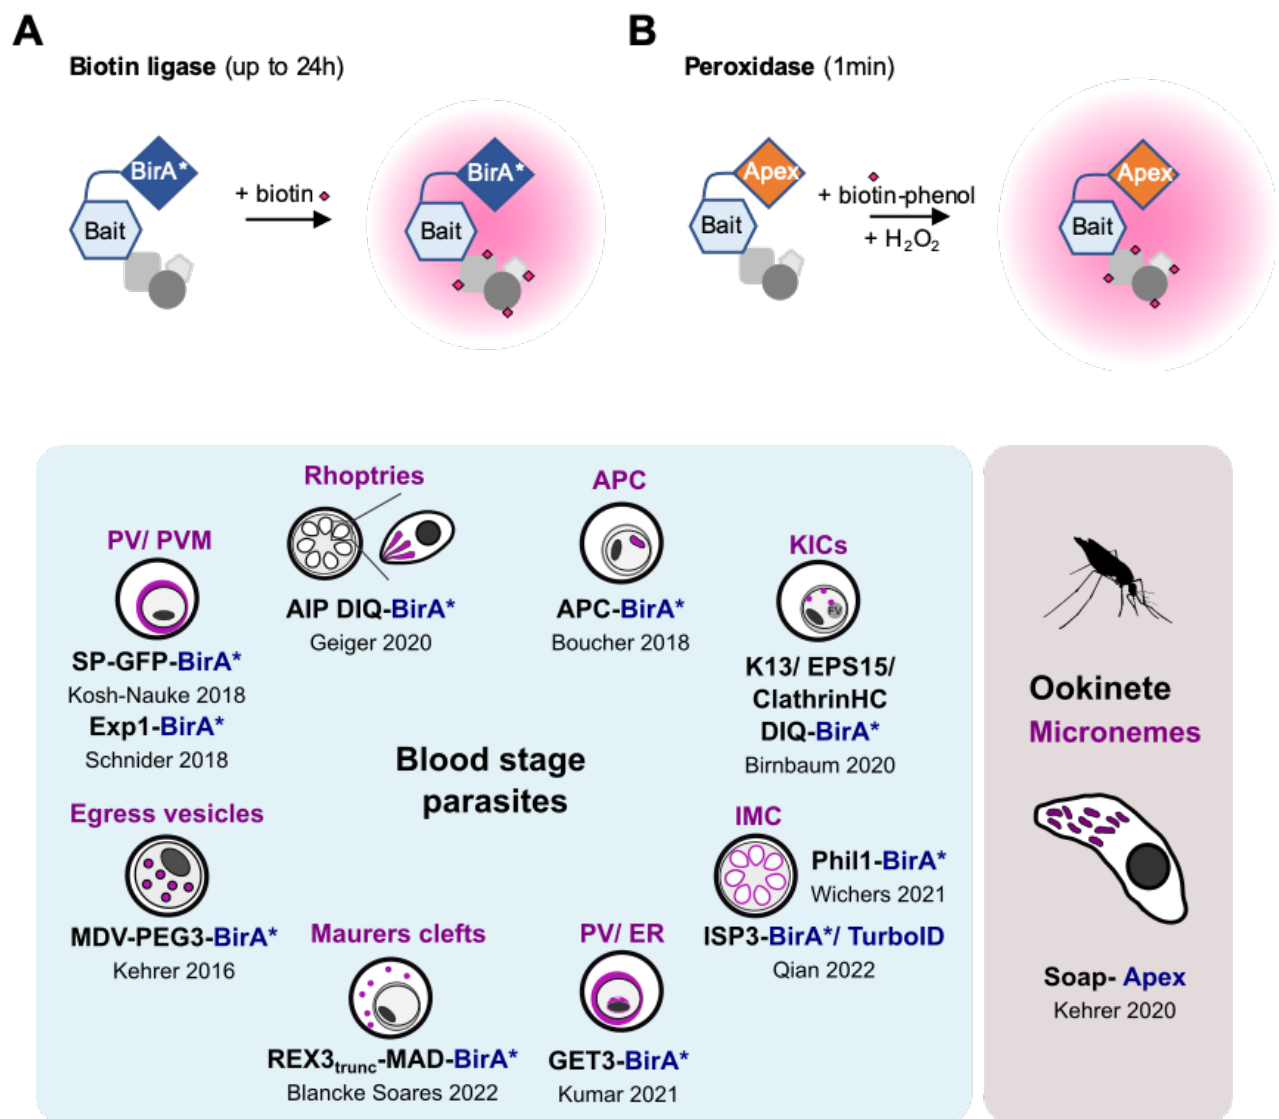 A
Biotin ligase (up to 24h)
BirA*
Bait
+ biotin
BirA*
Bait
B
Peroxidase (1min)
Apex
Bait
+ biotin-phenol
+ H₂O₂
Apex
Bait
Rhoptries
AIP DIQ-BirA*
Geiger 2020
APC
APC-BirA*
Boucher 2018
PV/ PVM
SP-GFP-BirA*
Kosh-Nauke 2018
Exp1-BirA*
Schnider 2018
KICs
FV
K13/ EPS15/
ClathrinHC
DIQ-BirA*
Birnbaum 2020
Blood stage
parasites
Egress vesicles
MDV-PEG3-BirA*
Kehrer 2016
IMC
Phil1-BirA*
Wichers 2021
ISP3-BirA*/ TurboID
Qian 2022
Maurers clefts
REX3trunc-MAD-BirA*
Blancke Soares 2022
PV/ ER
GET3-BirA*
Kumar 2021
Ookinete
Micronemes
Soap- Apex
Kehrer 2020